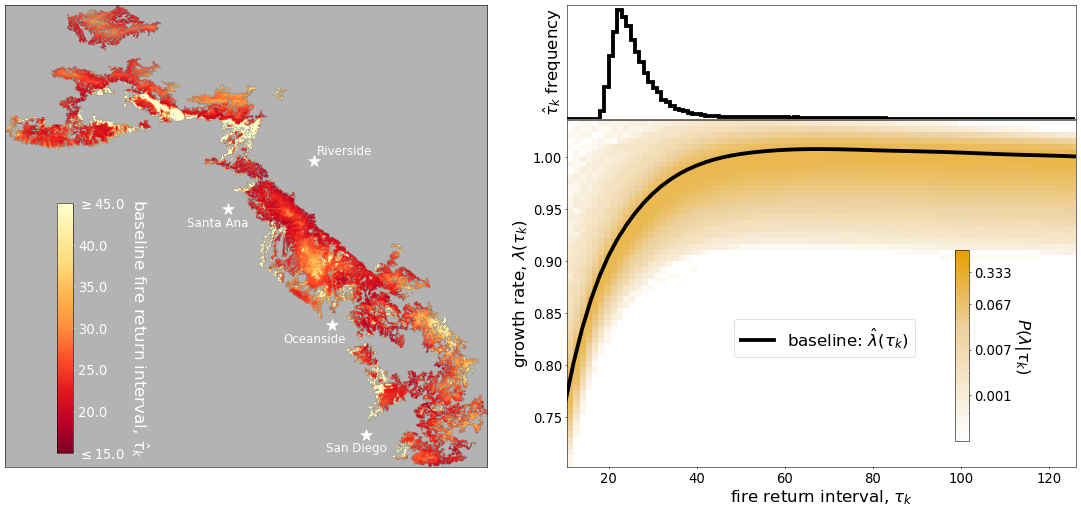 Riverside
Santa Ana
Oceanside
San Diego
≥45.0
40.0
35.0
30.0
25.0
20.0
≤15.0
baseline fire return interval, τ̂ₖ
τ̂ₖ frequency
growth rate, λ(τₖ)
1.00
0.95
0.90
0.85
0.80
0.75
baseline: λ̂(τₖ)
0.333
0.067
0.007
0.001
P(λ|τₖ)
20
40
60
80
100
120
fire return interval, τₖ